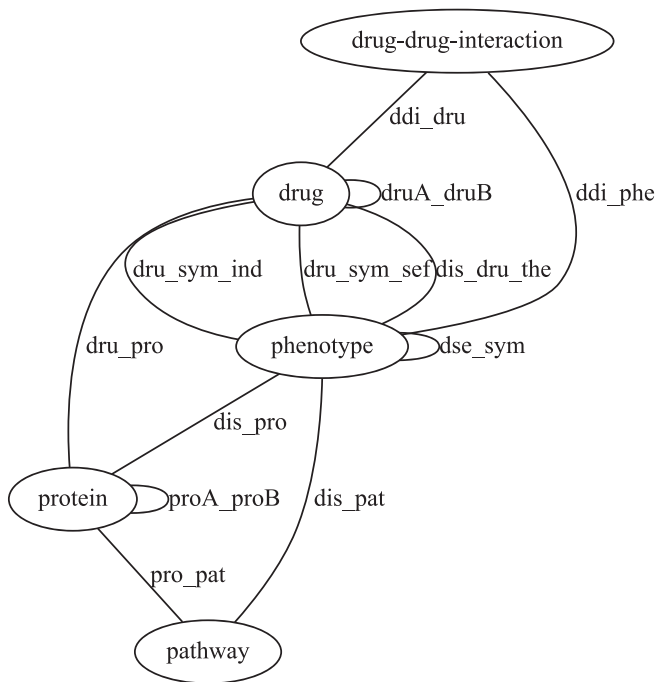 drug-drug-interaction
ddi_dru
drug
druA_druB
ddi_phe
dru_sym_ind
dru_sym_sef
dis_dru_the
dru_pro
phenotype
dse_sym
dis_pro
protein
proA_proB
dis_pat
pro_pat
pathway